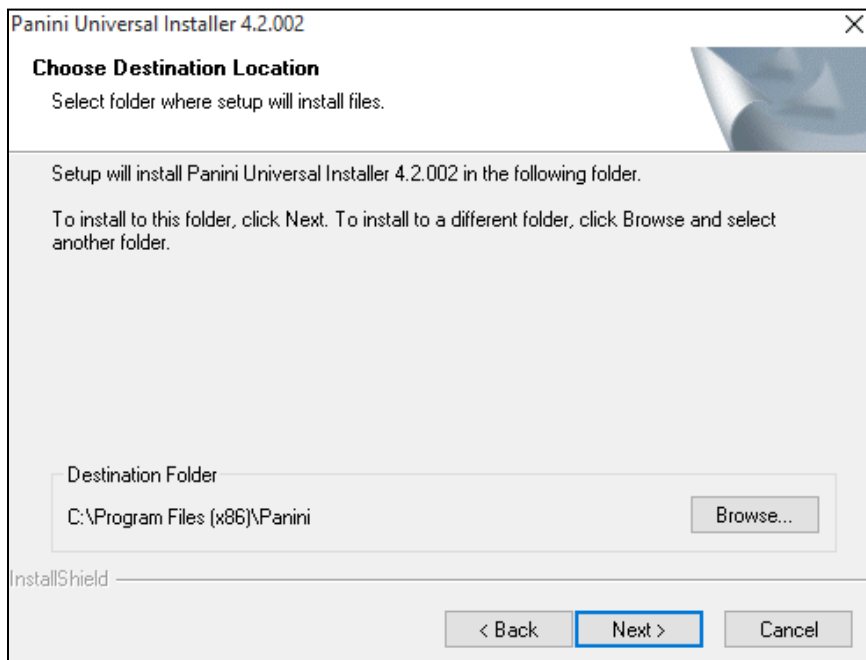 Panini Universal Installer 4.2.002
Choose Destination Location
Select folder where setup will install files.
Setup will install Panini Universal Installer 4.2.002 in the following folder.
To install to this folder, click Next. To install to a different folder, click Browse and select
another folder.
Destination Folder
C:\Program Files (x86)\Panini
Browse...
InstallShield
< Back
Next >
Cancel